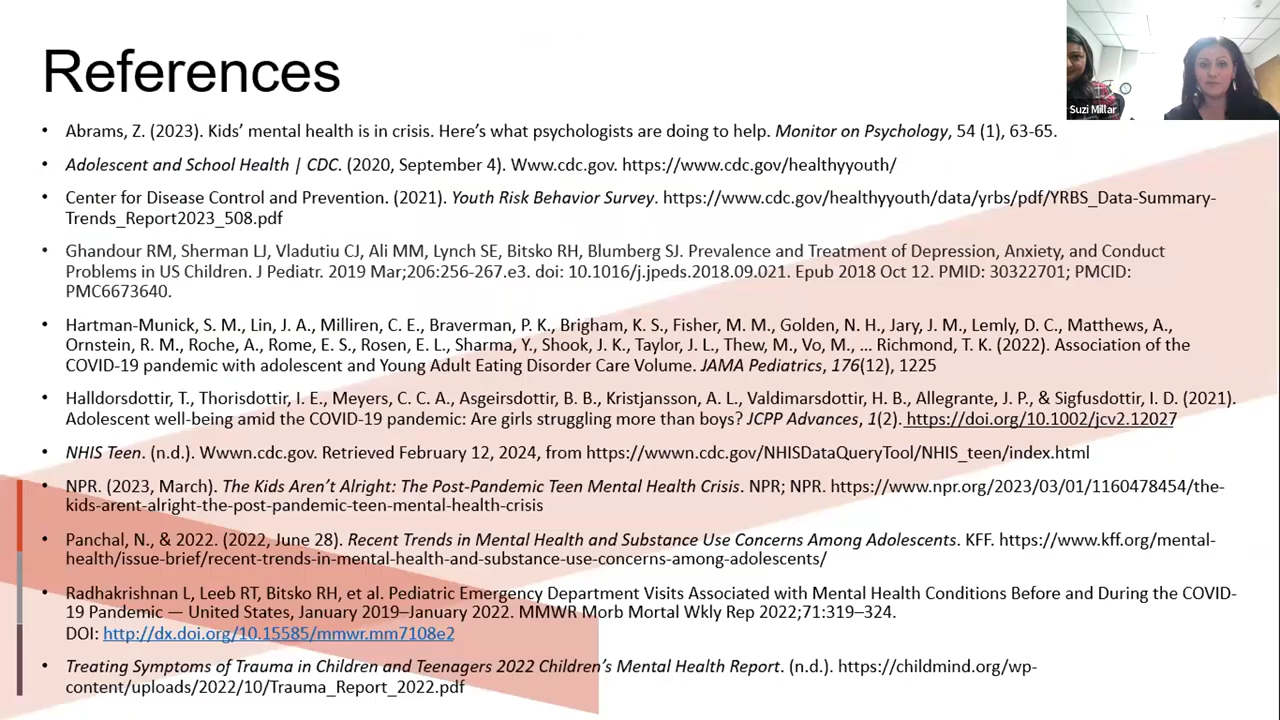 References
Suzi Millar
• Abrams, Z. (2023). Kids’ mental health is in crisis. Here’s what psychologists are doing to help. Monitor on Psychology, 54 (1), 63-65.
• Adolescent and School Health | CDC. (2020, September 4). Www.cdc.gov. https://www.cdc.gov/healthyyouth/
• Center for Disease Control and Prevention. (2021). Youth Risk Behavior Survey. https://www.cdc.gov/healthyyouth/data/yrbs/pdf/YRBS_Data-Summary-
Trends_Report2023_508.pdf
• Ghandour RM, Sherman LJ, Vladutiu CJ, Ali MM, Lynch SE, Bitsko RH, Blumberg SJ. Prevalence and Treatment of Depression, Anxiety, and Conduct
Problems in US Children. J Pediatr. 2019 Mar;206:256-267.e3. doi: 10.1016/j.jpeds.2018.09.021. Epub 2018 Oct 12. PMID: 30322701; PMCID:
PMC6673640.
• Hartman-Munick, S. M., Lin, J. A., Milliren, C. E., Braverman, P. K., Brigham, K. S., Fisher, M. M., Golden, N. H., Jary, J. M., Lemly, D. C., Matthews, A.,
Ornstein, R. M., Roche, A., Rome, E. S., Rosen, E. L., Sharma, Y., Shook, J. K., Taylor, J. L., Thew, M., Vo, M., … Richmond, T. K. (2022). Association of the
COVID-19 pandemic with adolescent and Young Adult Eating Disorder Care Volume. JAMA Pediatrics, 176(12), 1225
• Halldorsdottir, T., Thorisdottir, I. E., Meyers, C. C. A., Asgeirsdottir, B. B., Kristjansson, A. L., Valdimarsdottir, H. B., Allegrante, J. P., & Sigfusdottir, I. D. (2021).
Adolescent well-being amid the COVID-19 pandemic: Are girls struggling more than boys? JCPP Advances, 1(2). https://doi.org/10.1002/jcv2.12027
• NHIS Teen. (n.d.). Wwwn.cdc.gov. Retrieved February 12, 2024, from https://wwwn.cdc.gov/NHISDataQueryTool/NHIS_teen/index.html
• NPR. (2023, March). The Kids Aren’t Alright: The Post-Pandemic Teen Mental Health Crisis. NPR; NPR. https://www.npr.org/2023/03/01/1160478454/the-
kids-arent-alright-the-post-pandemic-teen-mental-health-crisis
• Panchal, N., & 2022. (2022, June 28). Recent Trends in Mental Health and Substance Use Concerns Among Adolescents. KFF. https://www.kff.org/mental-
health/issue-brief/recent-trends-in-mental-health-and-substance-use-concerns-among-adolescents/
• Radhakrishnan L, Leeb RT, Bitsko RH, et al. Pediatric Emergency Department Visits Associated with Mental Health Conditions Before and During the COVID-
19 Pandemic — United States, January 2019–January 2022. MMWR Morb Mortal Wkly Rep 2022;71:319–324.
DOI: http://dx.doi.org/10.15585/mmwr.mm7108e2
• Treating Symptoms of Trauma in Children and Teenagers 2022 Children’s Mental Health Report. (n.d.). https://childmind.org/wp-
content/uploads/2022/10/Trauma_Report_2022.pdf